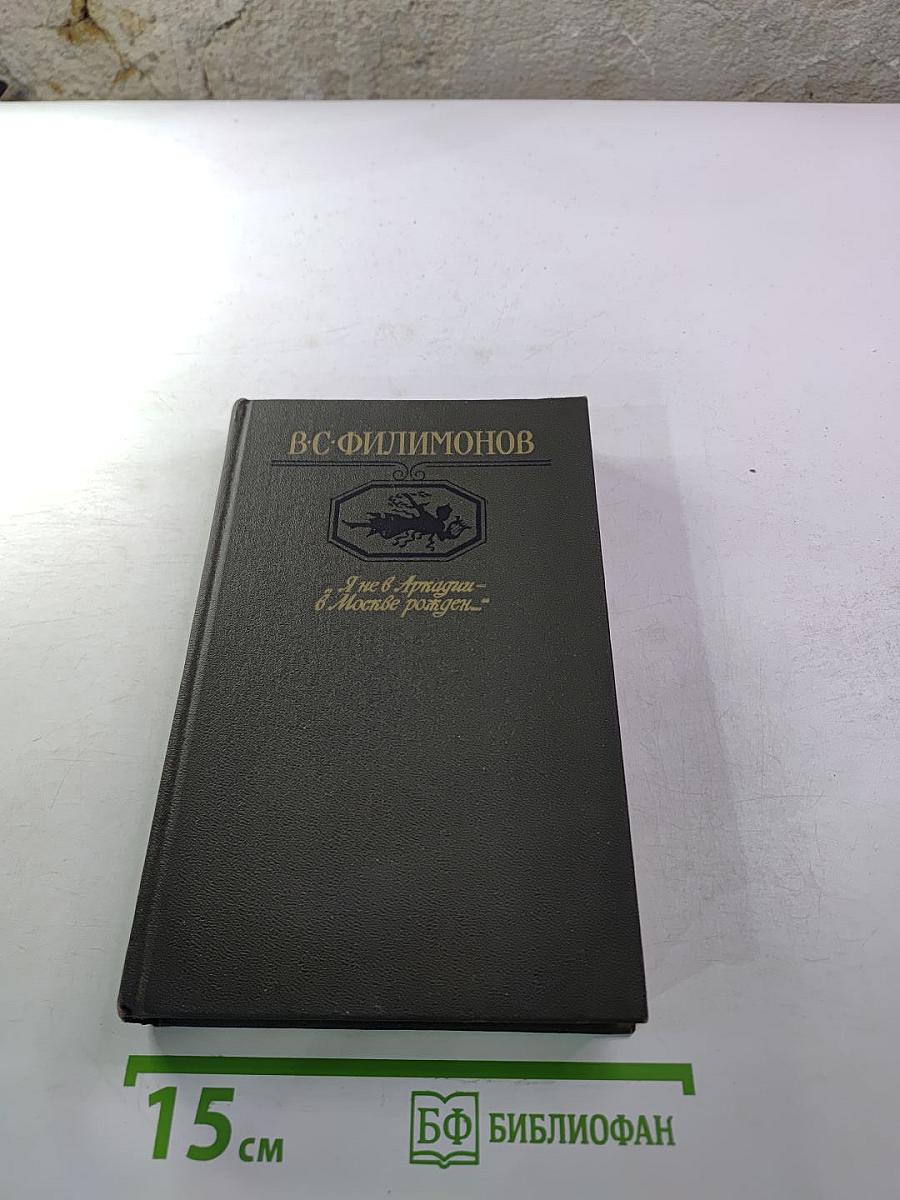 В·С·ФИЛИМОНОВ
„Я не в Аркадии–
в Москве рожден...“
15 см
БФ БИБЛИОФАН